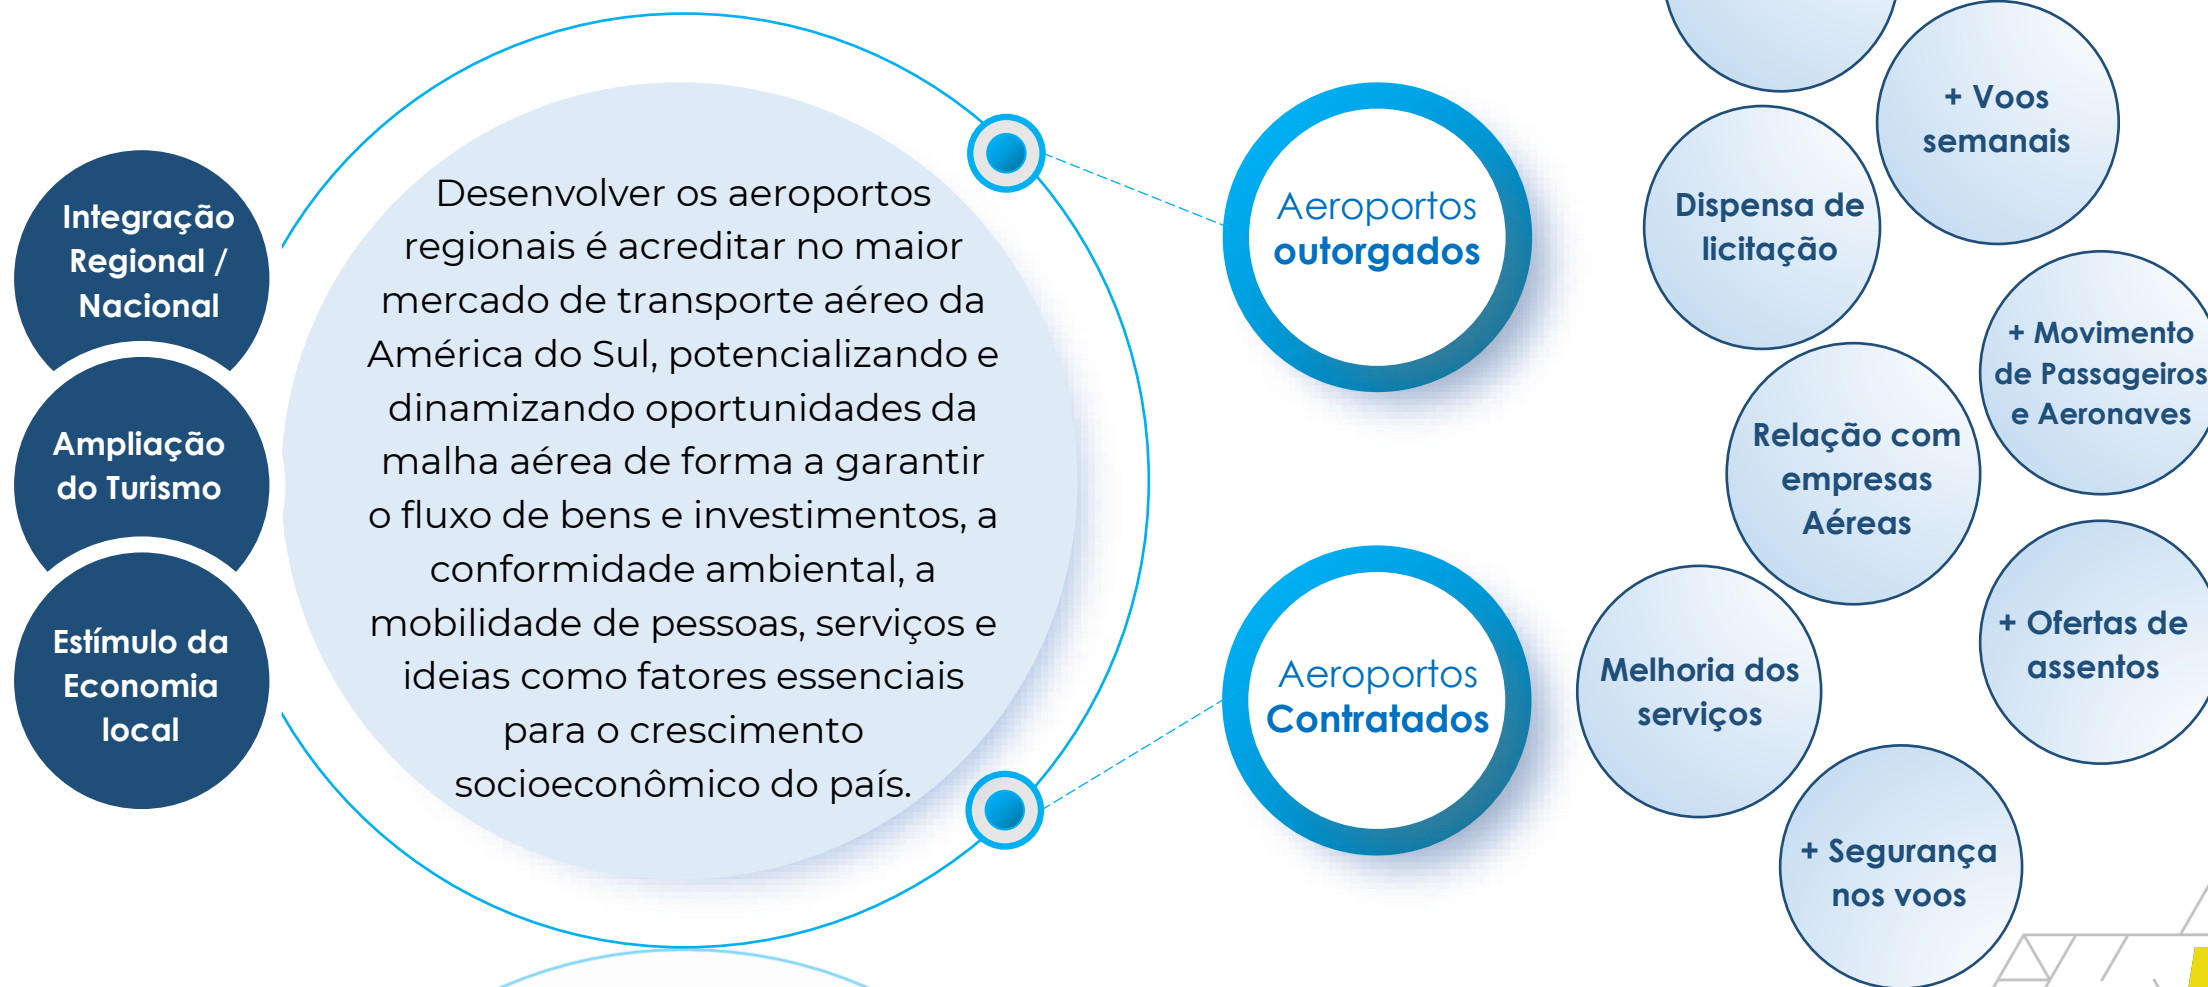 Integração
Regional /
Nacional
Ampliação
do Turismo
Estímulo da
Economia
local
Desenvolver os aeroportos
regionais é acreditar no maior
mercado de transporte aéreo da
América do Sul, potencializando e
dinamizando oportunidades da
malha aérea de forma a garantir
o fluxo de bens e investimentos, a
conformidade ambiental, a
mobilidade de pessoas, serviços e
ideias como fatores essenciais
para o crescimento
socioeconômico do país.
Aeroportos
outorgados
Aeroportos
Contratados
+ Voos
semanais
Dispensa de
licitação
+ Movimento
de Passageiros
e Aeronaves
Relação com
empresas
Aéreas
+ Ofertas de
assentos
Melhoria dos
serviços
+ Segurança
nos voos